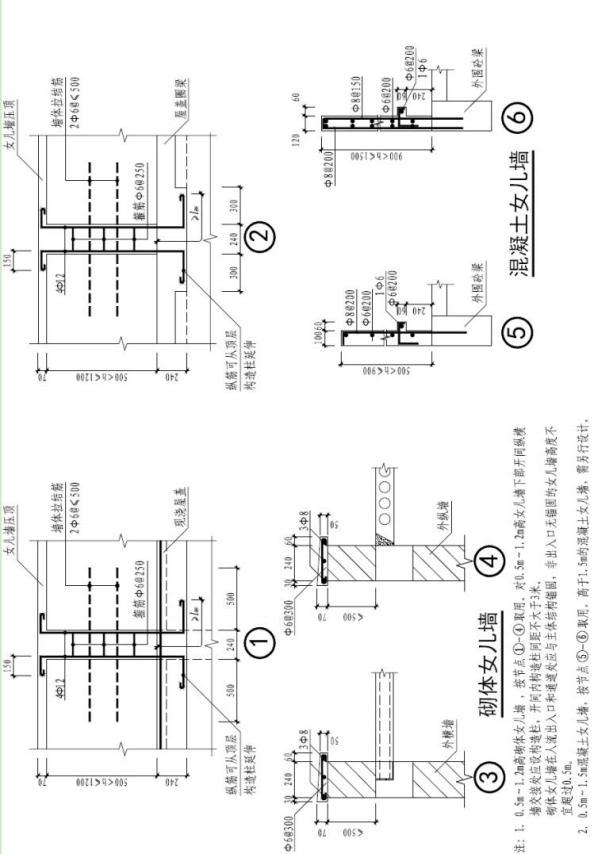 女儿墙压顶
150
墙体拉结筋
2Φ6@≤500
4Φ12
箍筋Φ6@250
70
500<h≤1200
240
≥la
现浇屋盖
纵筋可从顶层
构造柱延伸
500
240
500
①
女儿墙压顶
150
墙体拉结筋
2Φ6@≤500
4Φ12
箍筋Φ6@250
70
500<h≤1200
240
≥la
屋盖圈梁
纵筋可从顶层
构造柱延伸
300
240
300
②
Φ6@300
30
240
60
3Φ8
50
70
≤500
外横墙
③
Φ6@300
30
240
60
3Φ8
50
70
≤500
外纵墙
④
砌体女儿墙
100
60
Φ8@200
Φ6@200
1Φ6
Φ6@200
60
240
500<h≤900
外围砼梁
⑤
120
60
Φ8@200
Φ8@150
Φ6@200
Φ6@200
1Φ6
60
240
900<h≤1500
外围砼梁
⑥
混凝土女儿墙
注: 1. 0.5m-1.2m高砌体女儿墙，按节点①-④取用，对0.5m-1.2m高女儿墙下部开间纵横
墙交接处应设构造柱，开间内构造柱间距不大于3米。
砌体女儿墙在人流出入口和通道处应与主体结构锚固，非出入口无锚固的女儿墙高度不
宜超过0.5m。
2. 0.5m-1.5m混凝土女儿墙，按节点⑤-⑥取用，高于1.5m的混凝土女儿墙，需另行设计。